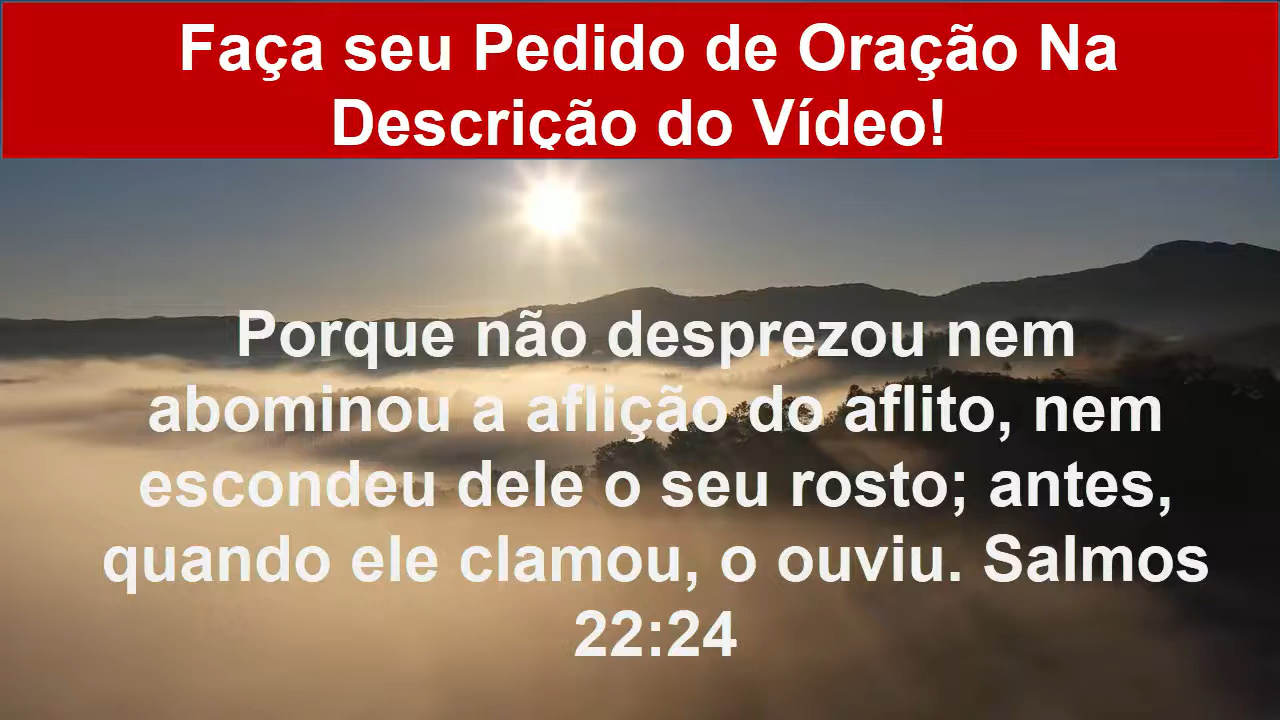 Faça seu Pedido de Oração Na
Descrição do Vídeo!
Porque não desprezou nem
abominou a aflição do aflito, nem
escondeu dele o seu rosto; antes,
quando ele clamou, o ouviu. Salmos
22:24